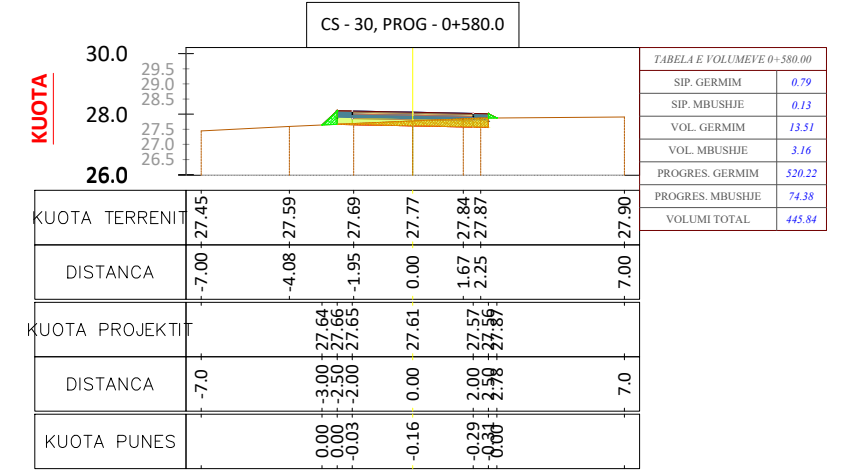 CS - 30, PROG - 0+580.0
KUOTA
30.0
29.5
29.0
28.5
28.0
27.5
27.0
26.5
26.0
TABELA E VOLUMEVE 0+580.00
SIP. GERMIM 0.79
SIP. MBUSHJE 0.13
VOL. GERMIM 13.51
VOL. MBUSHJE 3.16
PROGRES. GERMIM 520.22
PROGRES. MBUSHJE 74.38
VOLUMI TOTAL 445.84
KUOTA TERRENIT 27.45 27.59 27.69 27.77 27.84 27.87 27.90
DISTANCA -7.00 -4.08 -1.95 0.00 1.67 2.25 7.00
KUOTA PROJEKTIT 27.64 27.66 27.65 27.61 27.57 27.56 27.87
DISTANCA -7.0 -3.00 -2.50 -2.00 0.00 2.00 2.50 2.78 7.0
KUOTA PUNES 0.00 0.00 -0.03 -0.16 -0.29 -0.31 0.00